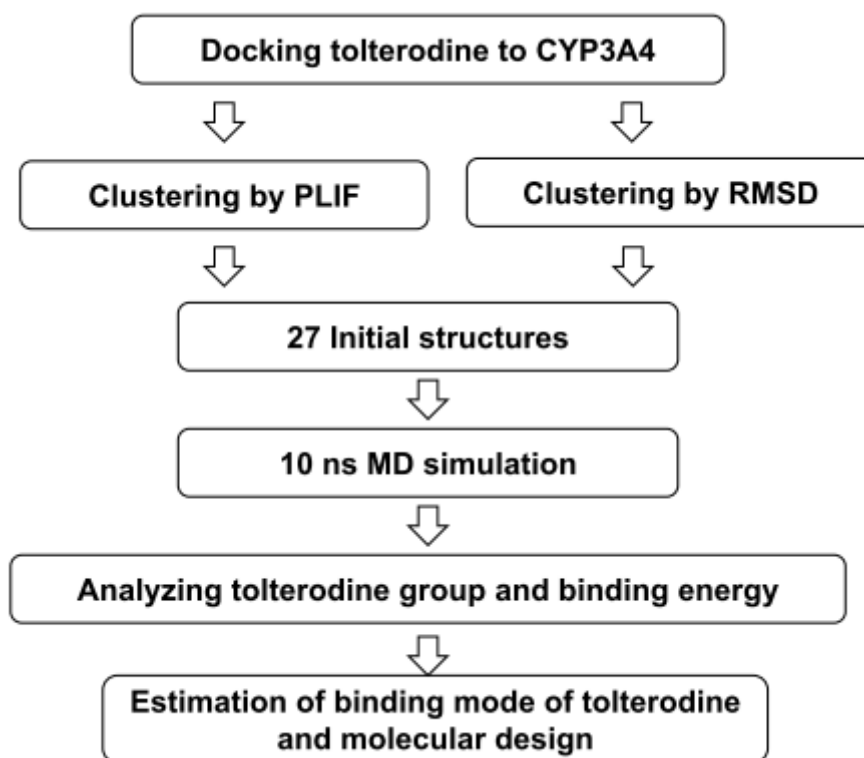 Docking tolterodine to CYP3A4
Clustering by PLIF
Clustering by RMSD
27 Initial structures
10 ns MD simulation
Analyzing tolterodine group and binding energy
Estimation of binding mode of tolterodine
and molecular design